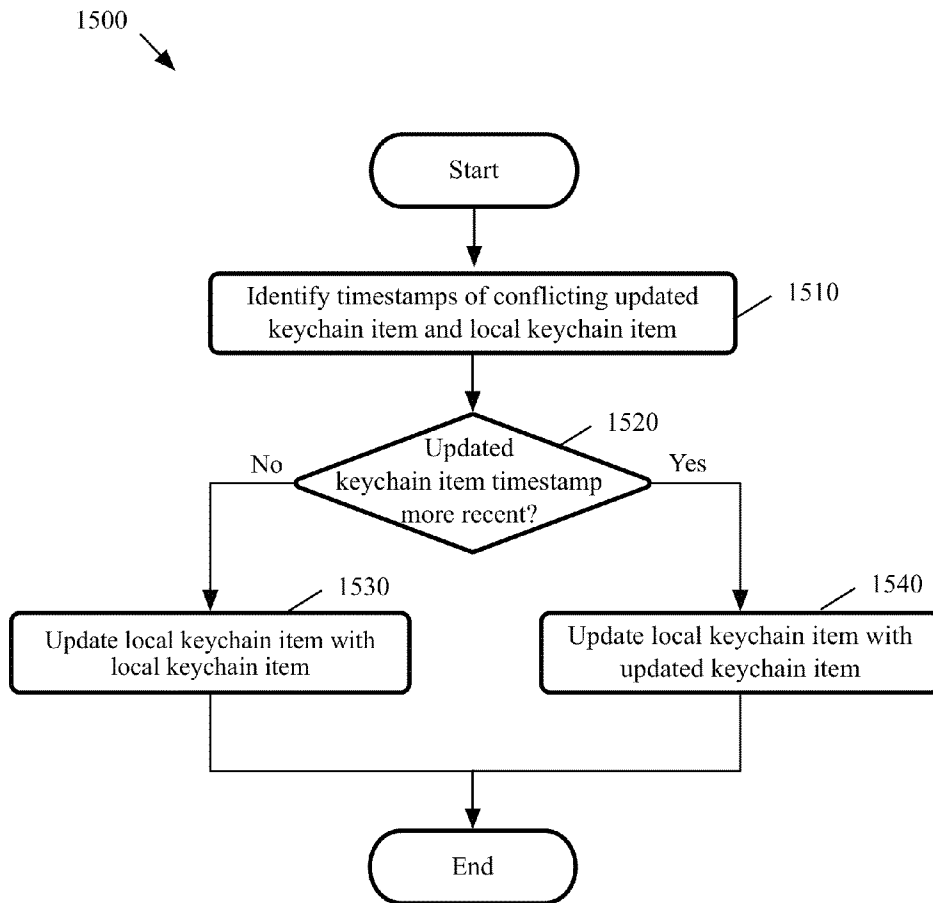 1500
Start
Identify timestamps of conflicting updated
keychain item and local keychain item
1510
1520
Updated
keychain item timestamp
more recent?
No
Yes
1530
Update local keychain item with
local keychain item
1540
Update local keychain item with
updated keychain item
End